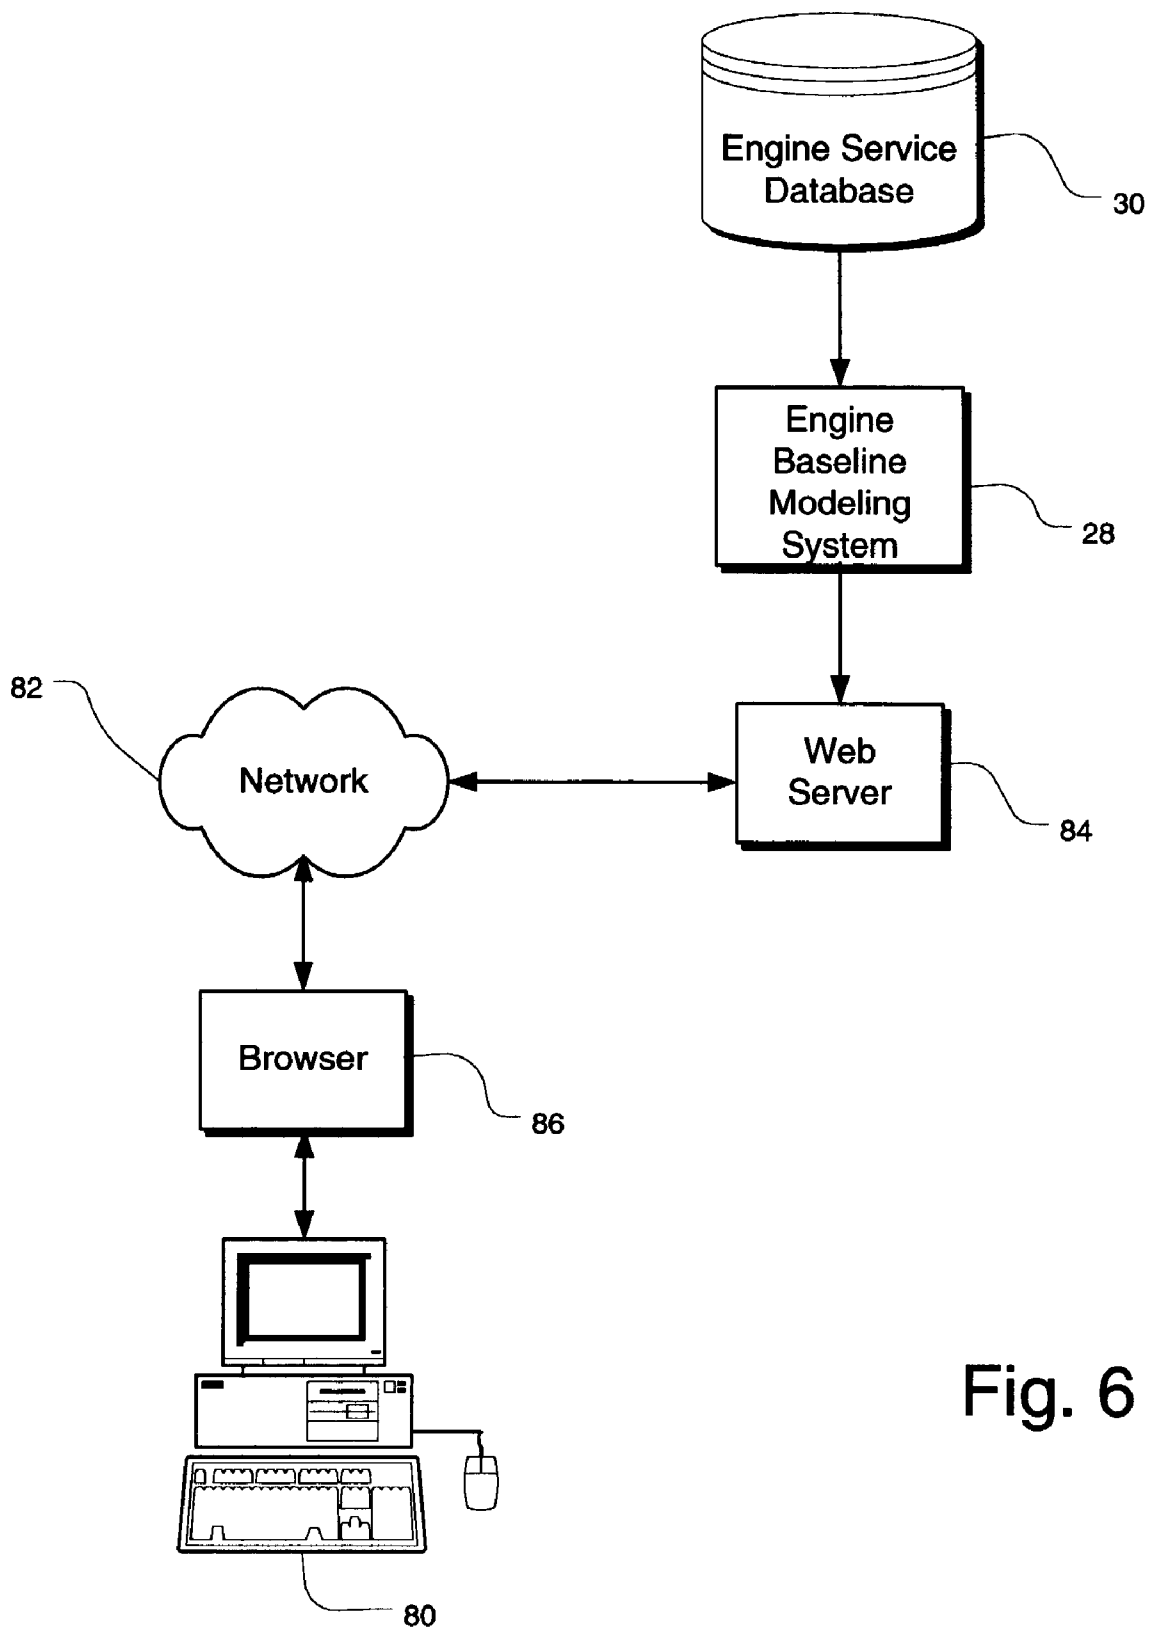 Engine Service
Database
30
Engine
Baseline
Modeling
System
28
82
Network
Web
Server
84
Browser
86
Fig. 6
80